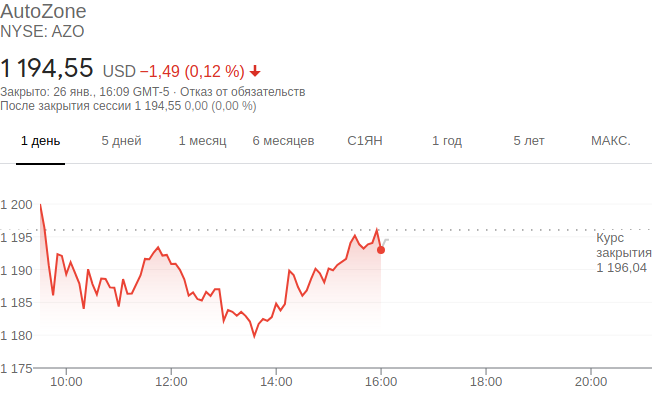 AutoZone
NYSE: AZO
1 194,55 USD −1,49 (0,12 %)
Закрыто: 26 янв., 16:09 GMT-5 · Отказ от обязательств
После закрытия сессии 1 194,55 0,00 (0,00 %)
1 день 5 дней 1 месяц 6 месяцев С1ЯН 1 год 5 лет МАКС.
1 200
1 195
1 190
1 185
1 180
1 175
Курс
закрытия
1 196,04
10:00 12:00 14:00 16:00 18:00 20:00